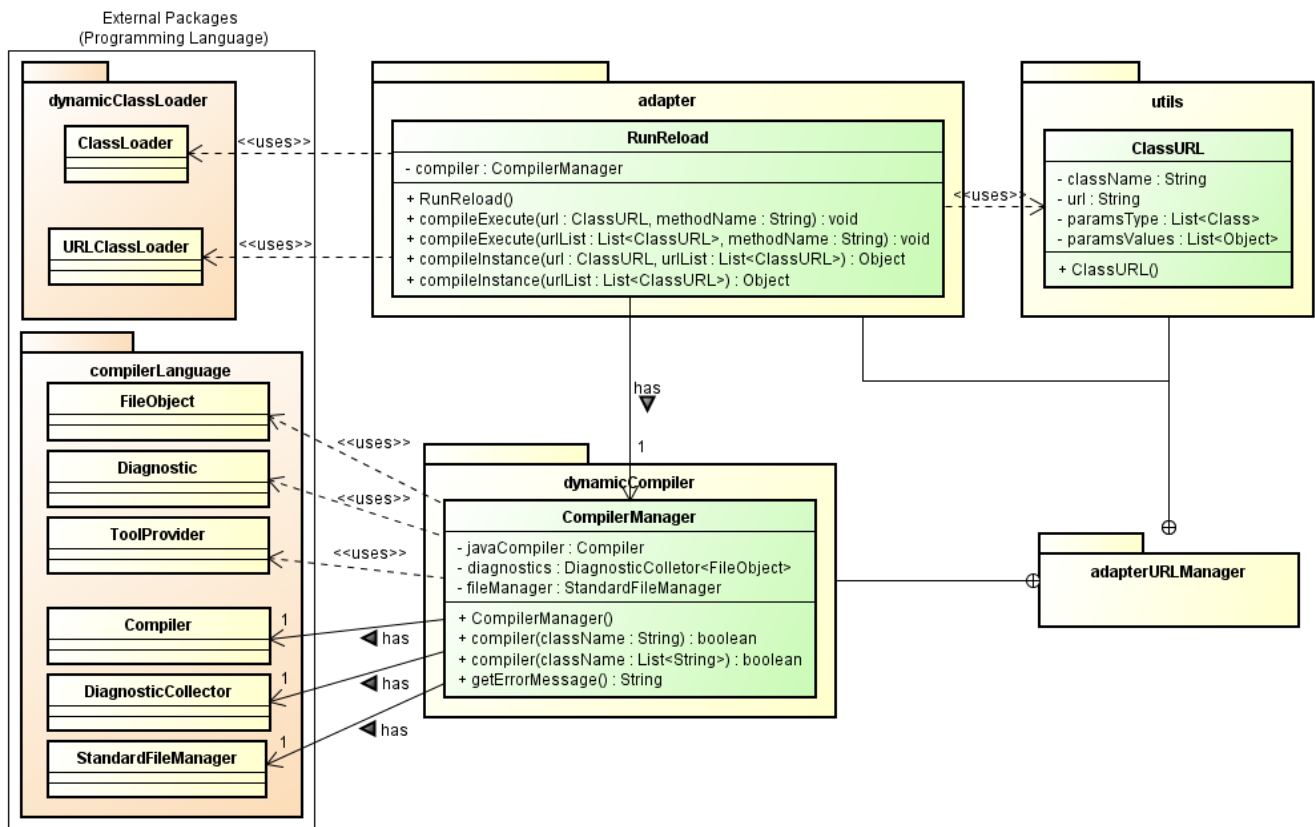 External Packages
(Programming Language)
dynamicClassLoader
ClassLoader
URLClassLoader
<<uses>>
<<uses>>
adapter
RunReload
- compiler : CompilerManager
+ RunReload()
+ compileExecute(url : ClassURL, methodName : String) : void
+ compileExecute(urlList : List<ClassURL>, methodName : String) : void
+ compileInstance(url : ClassURL, urlList : List<ClassURL>) : Object
+ compileInstance(urlList : List<ClassURL>) : Object
<<uses>>
utils
ClassURL
- className : String
- url : String
- paramsType : List<Class>
- paramsValues : List<Object>
+ ClassURL()
has
1
compilerLanguage
FileObject
Diagnostic
ToolProvider
Compiler
DiagnosticCollector
StandardFileManager
<<uses>>
<<uses>>
<<uses>>
1
has
1
has
1
has
dynamicCompiler
CompilerManager
- javaCompiler : Compiler
- diagnostics : DiagnosticColletor<FileObject>
- fileManager : StandardFileManager
+ CompilerManager()
+ compiler(className : String) : boolean
+ compiler(className : List<String>) : boolean
+ getErrorMessage() : String
adapterURLManager